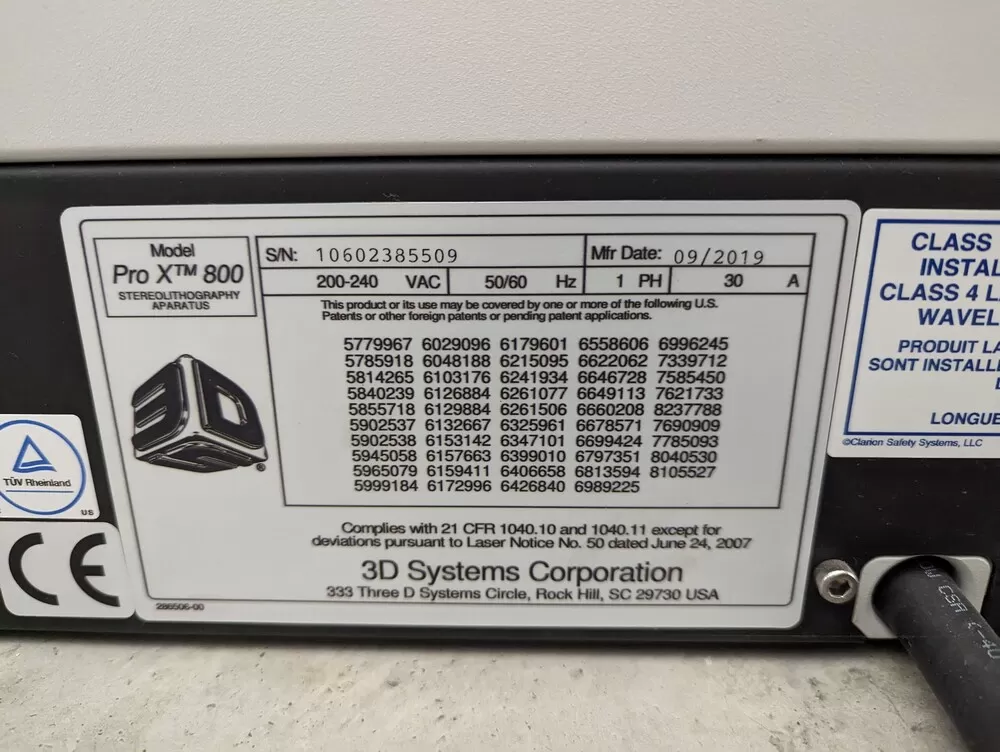 Model
Pro X™ 800
STEREOLITHOGRAPHY
APPARATUS
S/N: 10602385509
Mfr Date: 09/2019
200-240 VAC 50/60 Hz 1 PH 30 A
This product or its use may be covered by one or more of the following U.S.
Patents or other foreign patents or pending patent applications.
5779967 6029096 6179601 6558606 6996245
5785918 6048188 6215095 6622062 7339712
5814265 6103176 6241934 6646728 7585450
5840239 6126884 6261077 6649113 7621733
5855718 6129884 6261506 6660208 8237788
5902537 6132667 6325961 6678571 7690909
5902538 6153142 6347101 6699424 7785093
5945058 6157663 6399010 6797351 8040530
5965079 6159411 6406658 6813594 8105527
5999184 6172996 6426840 6989225
3D
®
Complies with 21 CFR 1040.10 and 1040.11 except for
deviations pursuant to Laser Notice No. 50 dated June 24, 2007
3D Systems Corporation
333 Three D Systems Circle, Rock Hill, SC 29730 USA
286506-00
TÜV Rheinland
US
CE
CLASS
INSTAL
CLASS 4 L
WAVEL
PRODUIT LA
SONT INSTALL
LONGUE
©Clarion Safety Systems, LLC
CSA